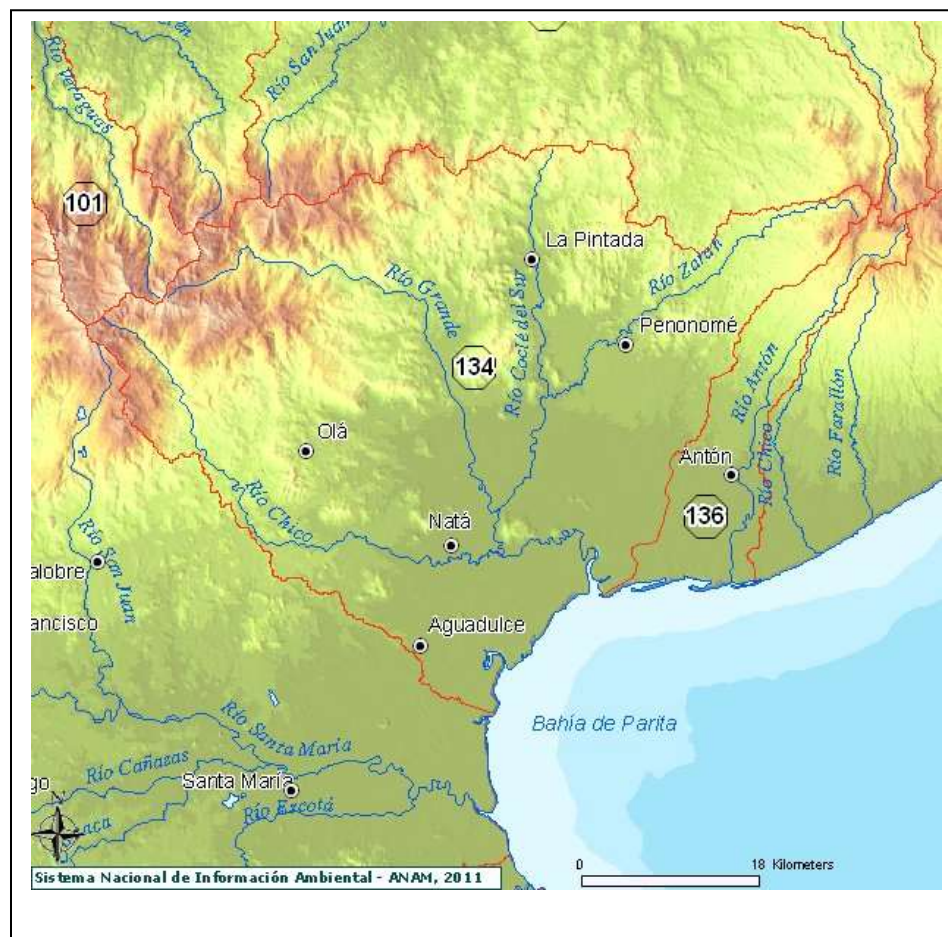 Río San Juan
Río Veraguas
101
La Pintada
Río Zaratí
Río Grande
Río Coclé del Sur
Penonomé
134
Río Antón
Río Chico
Río Farallón
Olá
Antón
Río Chico
Natá
136
Río San Juan
alobre
ancisco
Aguadulce
Río Santa María
Bahía de Parita
Río Cañazas
Santa María
go
Río Escotá
N
aca
0 18 Kilometers
Sistema Nacional de Información Ambiental - ANAM, 2011